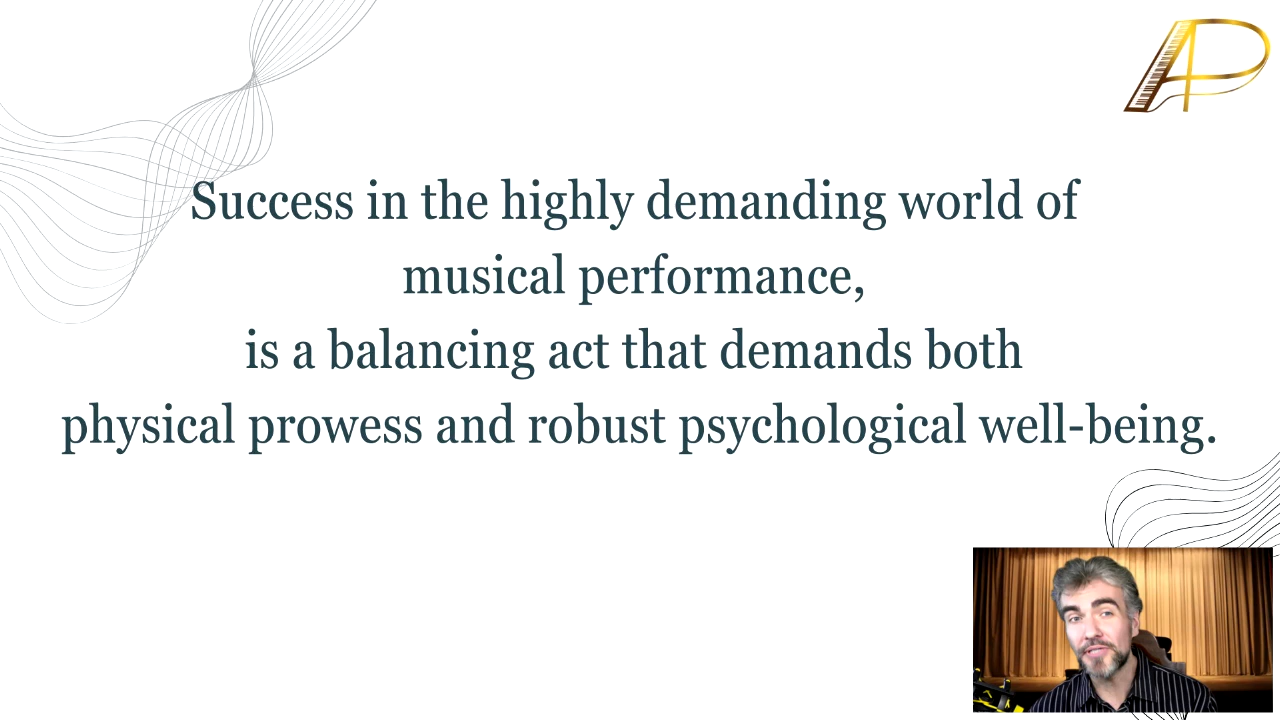 AP
Success in the highly demanding world of
musical performance,
is a balancing act that demands both
physical prowess and robust psychological well-being.